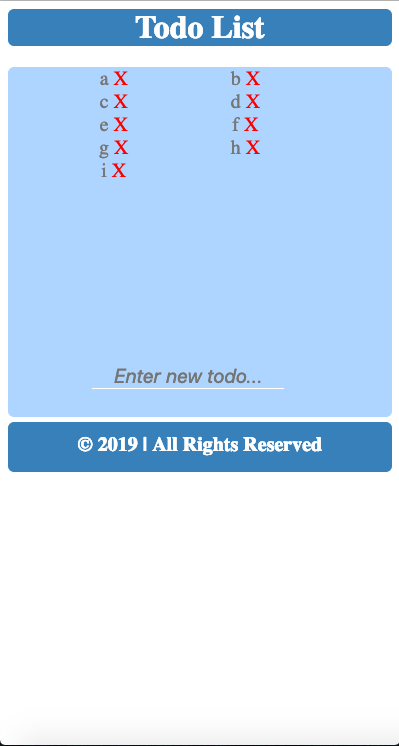 Todo List
a X b X
c X d X
e X f X
g X h X
i X
Enter new todo...
© 2019 | All Rights Reserved